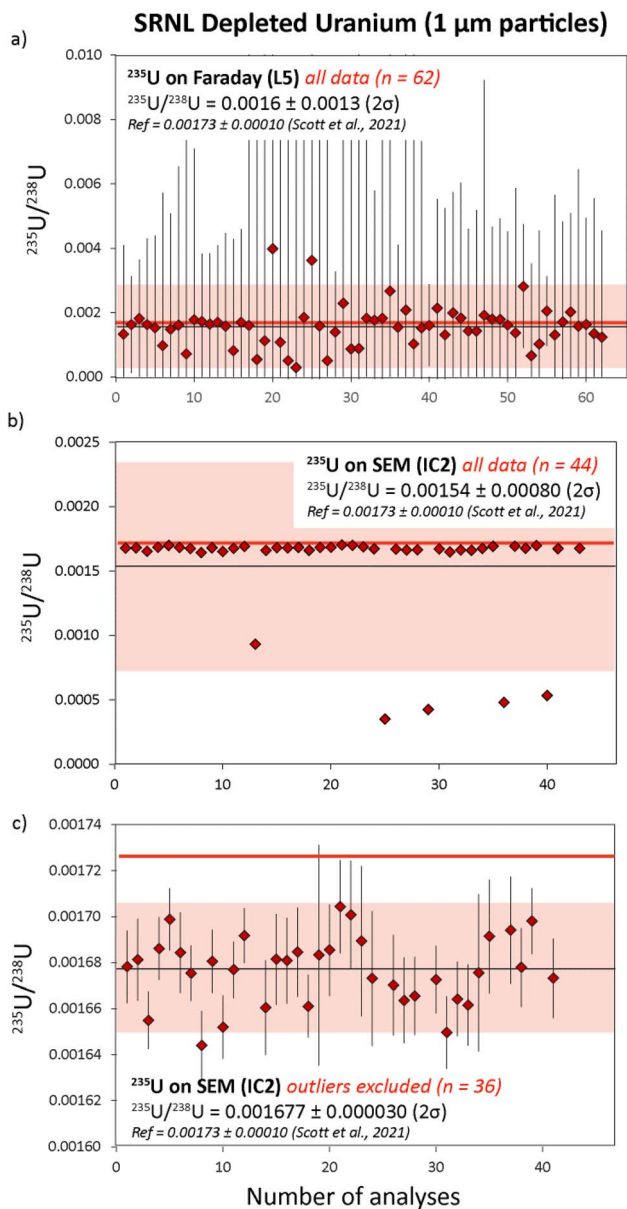 SRNL Depleted Uranium (1 µm particles)
a)
²³⁵U on Faraday (L5) all data (n = 62)
²³⁵U/²³⁸U = 0.0016 ± 0.0013 (2σ)
Ref = 0.00173 ± 0.00010 (Scott et al., 2021)
²³⁵U/²³⁸U
0.010
0.008
0.006
0.004
0.002
0.000
0 10 20 30 40 50 60
b)
²³⁵U on SEM (IC2) all data (n = 44)
²³⁵U/²³⁸U = 0.00154 ± 0.00080 (2σ)
Ref = 0.00173 ± 0.00010 (Scott et al., 2021)
²³⁵U/²³⁸U
0.0025
0.0020
0.0015
0.0010
0.0005
0.0000
0 10 20 30 40
c)
²³⁵U/²³⁸U
0.00174
0.00172
0.00170
0.00168
0.00166
0.00164
0.00162
0.00160
²³⁵U on SEM (IC2) outliers excluded (n = 36)
²³⁵U/²³⁸U = 0.001677 ± 0.000030 (2σ)
Ref = 0.00173 ± 0.00010 (Scott et al., 2021)
0 10 20 30 40
Number of analyses